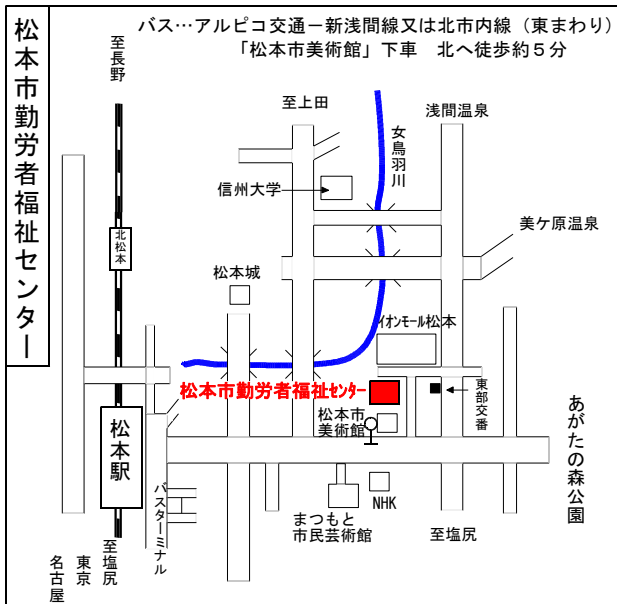 松本市勤労者福祉センター
バス…アルピコ交通－新浅間線又は北市内線（東まわり）
「松本市美術館」下車　北へ徒歩約５分
至長野
至上田
浅間温泉
女鳥羽川
信州大学
美ケ原温泉
北松本
松本城
イオンモール松本
松本市勤労者福祉センター
東部交番
松本市
美術館
あがたの森公園
松本駅
バスターミナル
NHK
まつもと
市民芸術館
至塩尻
至塩尻
東京
名古屋